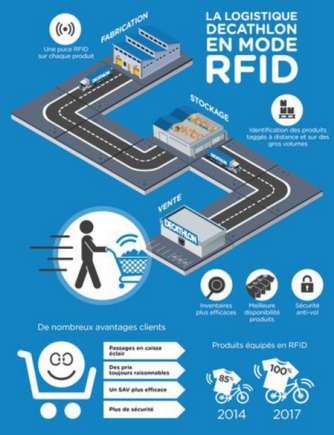 LA LOGISTIQUE
DECATHLON
EN MODE
RFID
Une puce RFID
sur chaque produit
FABRICATION
STOCKAGE
Identification des produits
taggés à distance et sur des
gros volumes
VENTE
DECATHLON
Inventaires
plus efficaces
Meilleure
disponibilité
produits
Sécurité
anti-vol
De nombreux avantages clients
Passages en caisse
éclair
Des prix
toujours raisonnables
Un SAV plus efficace
Plus de sécurité
Produits équipés en RFID
85%
100%
2014
2017